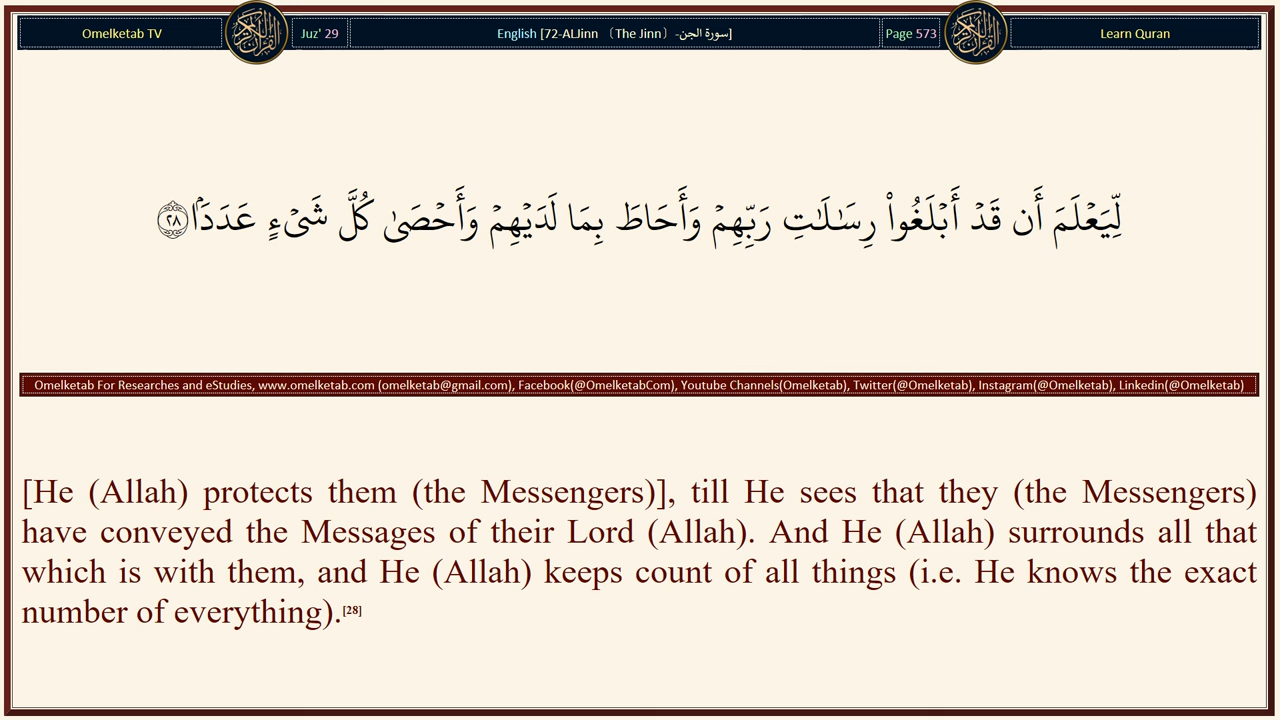 Omelketab TV
Juz' 29
English [72-ALJinn （The Jinn）-سورة الجن]
Page 573
Learn Quran
لِّيَعْلَمَ أَن قَدْ أَبْلَغُوا۟ رِسَـٰلَـٰتِ رَبِّهِمْ وَأَحَاطَ بِمَا لَدَيْهِمْ وَأَحْصَىٰ كُلَّ شَىْءٍ عَدَدًۢا ٢٨
Omelketab For Researches and eStudies, www.omelketab.com (omelketab@gmail.com), Facebook(@OmelketabCom), Youtube Channels(Omelketab), Twitter(@Omelketab), Instagram(@Omelketab), Linkedin(@Omelketab)
[He (Allah) protects them (the Messengers)], till He sees that they (the Messengers)
have conveyed the Messages of their Lord (Allah). And He (Allah) surrounds all that
which is with them, and He (Allah) keeps count of all things (i.e. He knows the exact
number of everything).[28]